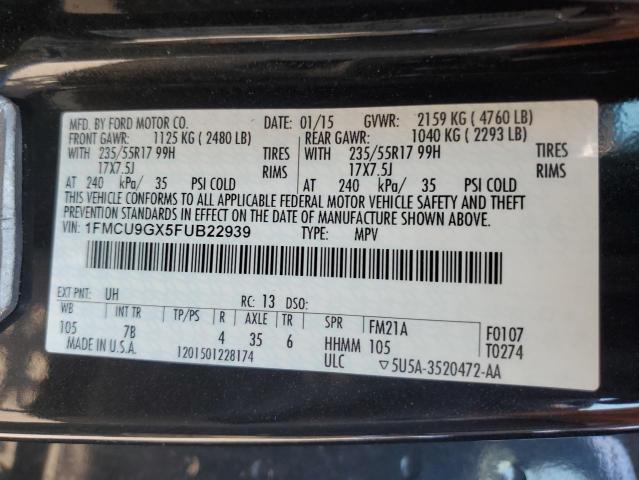 MFD. BY FORD MOTOR CO. DATE: 01/15 GVWR: 2159 KG ( 4760 LB)
FRONT GAWR: 1125 KG ( 2480 LB) REAR GAWR: 1040 KG ( 2293 LB)
WITH 235/55R17 99H TIRES WITH 235/55R17 99H TIRES
17X7.5J RIMS 17X7.5J RIMS
AT 240 kPa/ 35 PSI COLD AT 240 kPa/ 35 PSI COLD
THIS VEHICLE CONFORMS TO ALL APPLICABLE FEDERAL MOTOR VEHICLE SAFETY AND THEFT
PREVENTION STANDARDS IN EFFECT ON THE DATE OF MANUFACTURE SHOWN ABOVE.
VIN: 1FMCU9GX5FUB22939 TYPE: MPV
EXT PNT: UH RC: 13 DSO:
WB INT TR TP/PS R AXLE TR SPR FM21A F0107
105 7B 4 35 6 HHMM 105 T0274
MADE IN U.S.A. 1201501228174 ULC ▽5U5A-3520472-AA